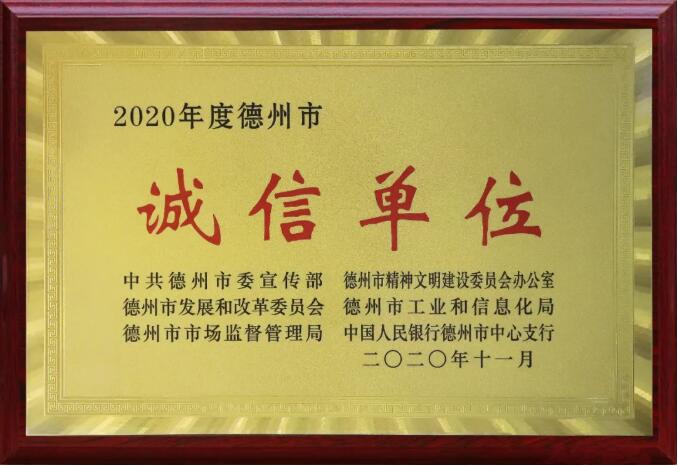 2020年度德州市
诚信单位
中共德州市委宣传部 德州市精神文明建设委员会办公室
德州市发展和改革委员会 德州市工业和信息化局
德州市市场监督管理局 中国人民银行德州市中心支行
二〇二〇年十一月